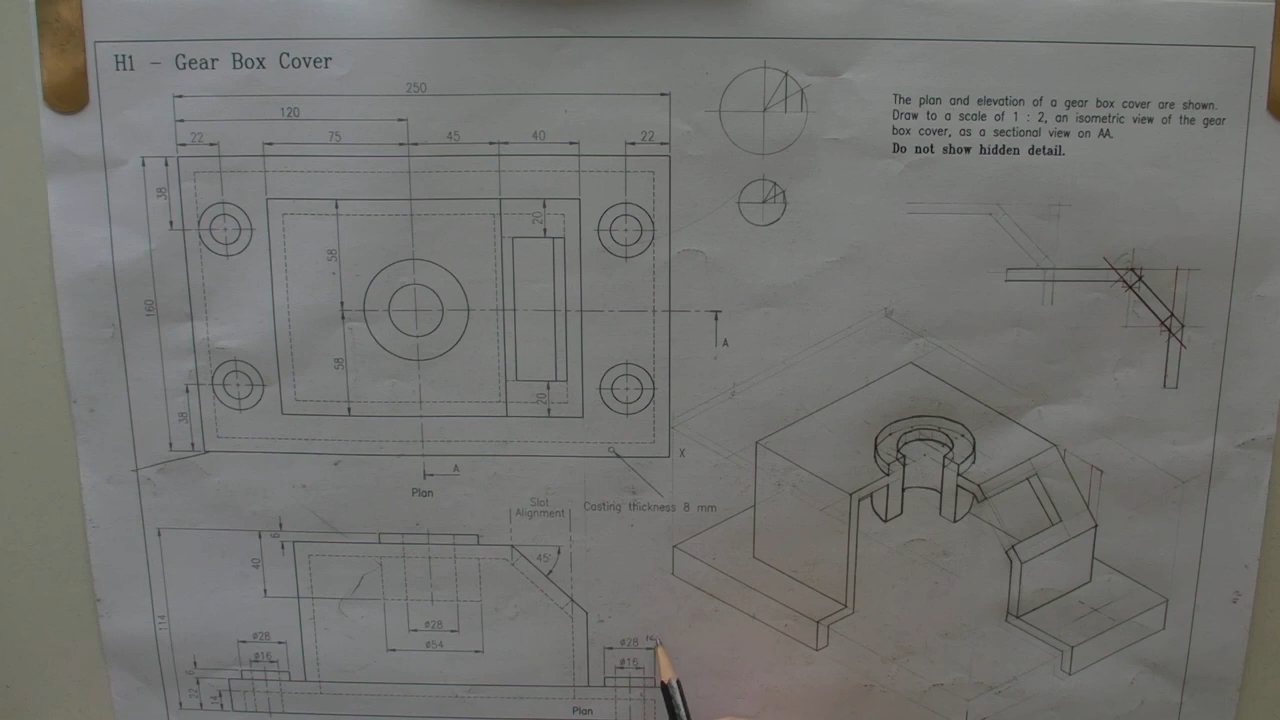 H1 - Gear Box Cover
250
120
22
75
45
40
22
The plan and elevation of a gear box cover are shown.
Draw to a scale of 1 : 2, an isometric view of the gear
box cover, as a sectional view on AA.
Do not show hidden detail.
38
20
58
160
A
58
20
38
X
A
Plan
Casting thickness 8 mm
Slot
Alignment
6
40
45°
114
ø28
ø54
ø28
ø16
ø28
ø16
6
14
Plan